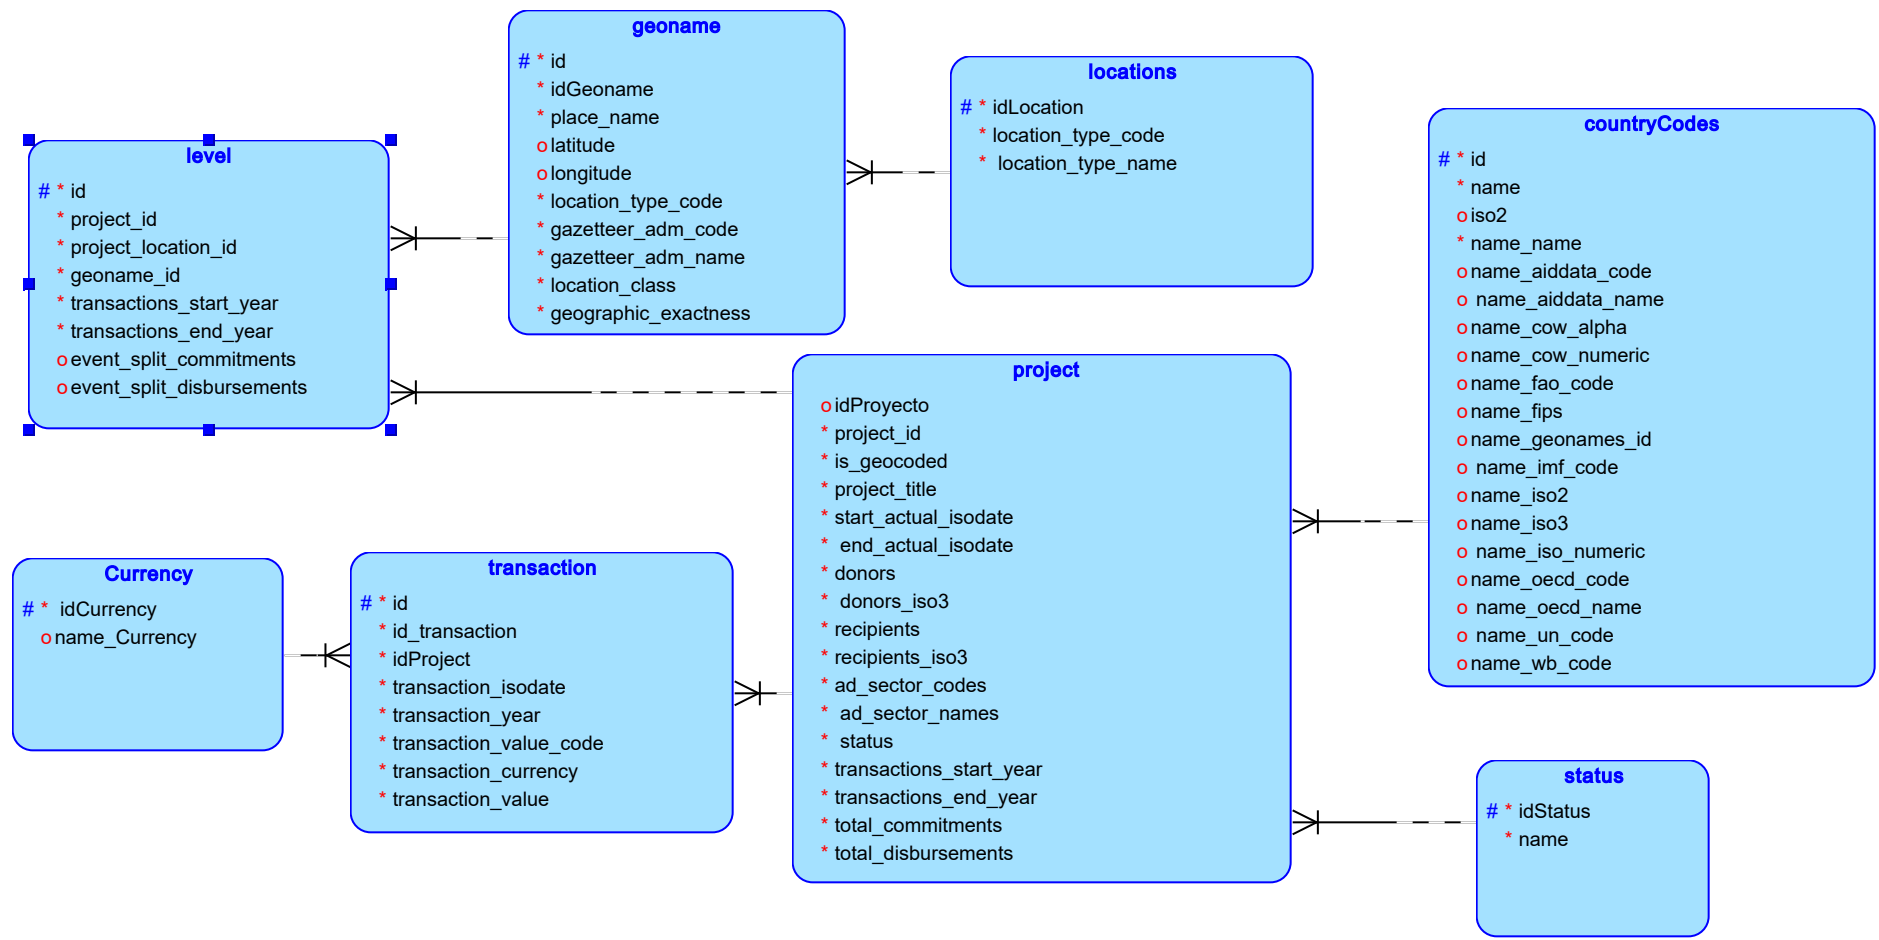 geoname
# * id
* idGeoname
* place_name
o latitude
o longitude
* location_type_code
* gazetteer_adm_code
* gazetteer_adm_name
* location_class
* geographic_exactness
locations
# * idLocation
* location_type_code
* location_type_name
countryCodes
# * id
* name
o iso2
* name_name
o name_aiddata_code
o name_aiddata_name
o name_cow_alpha
o name_cow_numeric
o name_fao_code
o name_fips
o name_geonames_id
o name_imf_code
o name_iso2
o name_iso3
o name_iso_numeric
o name_oecd_code
o name_oecd_name
o name_un_code
o name_wb_code
level
# * id
* project_id
* project_location_id
* geoname_id
* transactions_start_year
* transactions_end_year
o event_split_commitments
o event_split_disbursements
project
o idProyecto
* project_id
* is_geocoded
* project_title
* start_actual_isodate
* end_actual_isodate
* donors
* donors_iso3
* recipients
* recipients_iso3
* ad_sector_codes
* ad_sector_names
* status
* transactions_start_year
* transactions_end_year
* total_commitments
* total_disbursements
Currency
# * idCurrency
o name_Currency
transaction
# * id
* id_transaction
* idProject
* transaction_isodate
* transaction_year
* transaction_value_code
* transaction_currency
* transaction_value
status
# * idStatus
* name